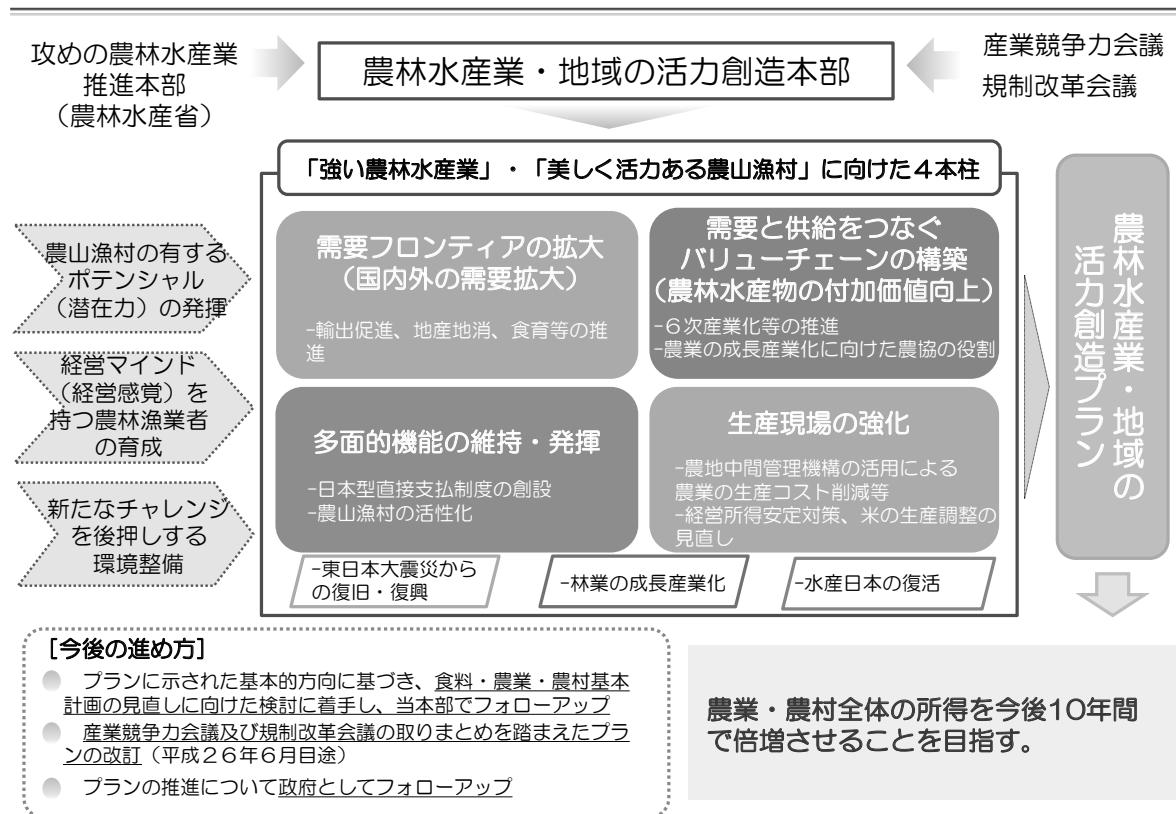 攻めの農林水産業
推進本部
（農林水産省）
農林水産業・地域の活力創造本部
産業競争力会議
規制改革会議
「強い農林水産業」・「美しく活力ある農山漁村」に向けた４本柱
農山漁村の有する
ポテンシャル
（潜在力）の発揮
経営マインド
（経営感覚）を
持つ農林漁業者
の育成
新たなチャレンジ
を後押しする
環境整備
需要フロンティアの拡大
（国内外の需要拡大）
-輸出促進、地産地消、食育等の推
進
需要と供給をつなぐ
バリューチェーンの構築
（農林水産物の付加価値向上）
-６次産業化等の推進
-農業の成長産業化に向けた農協の役割
多面的機能の維持・発揮
-日本型直接支払制度の創設
-農山漁村の活性化
生産現場の強化
-農地中間管理機構の活用による
農業の生産コスト削減等
-経営所得安定対策、米の生産調整の
見直し
-東日本大震災から
の復旧・復興
-林業の成長産業化
-水産日本の復活
農林水産業・地域の
活力創造プラン
［今後の進め方］
プランに示された基本的方向に基づき、食料・農業・農村基本
計画の見直しに向けた検討に着手し、当本部でフォローアップ
産業競争力会議及び規制改革会議の取りまとめを踏まえたプラ
ンの改訂（平成２６年６月目途）
プランの推進について政府としてフォローアップ
農業・農村全体の所得を今後10年間
で倍増させることを目指す。